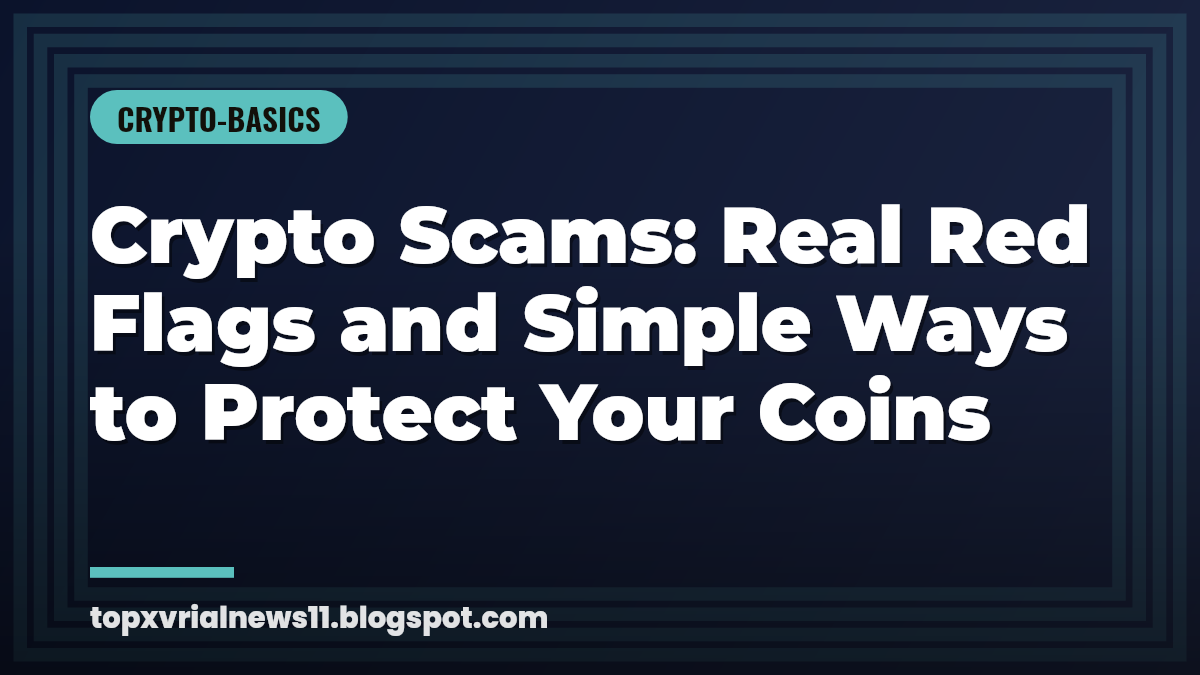 CRYPTO-BASICS
Crypto Scams: Real Red
Flags and Simple Ways
to Protect Your Coins
topxvrialnews11.blogspot.com